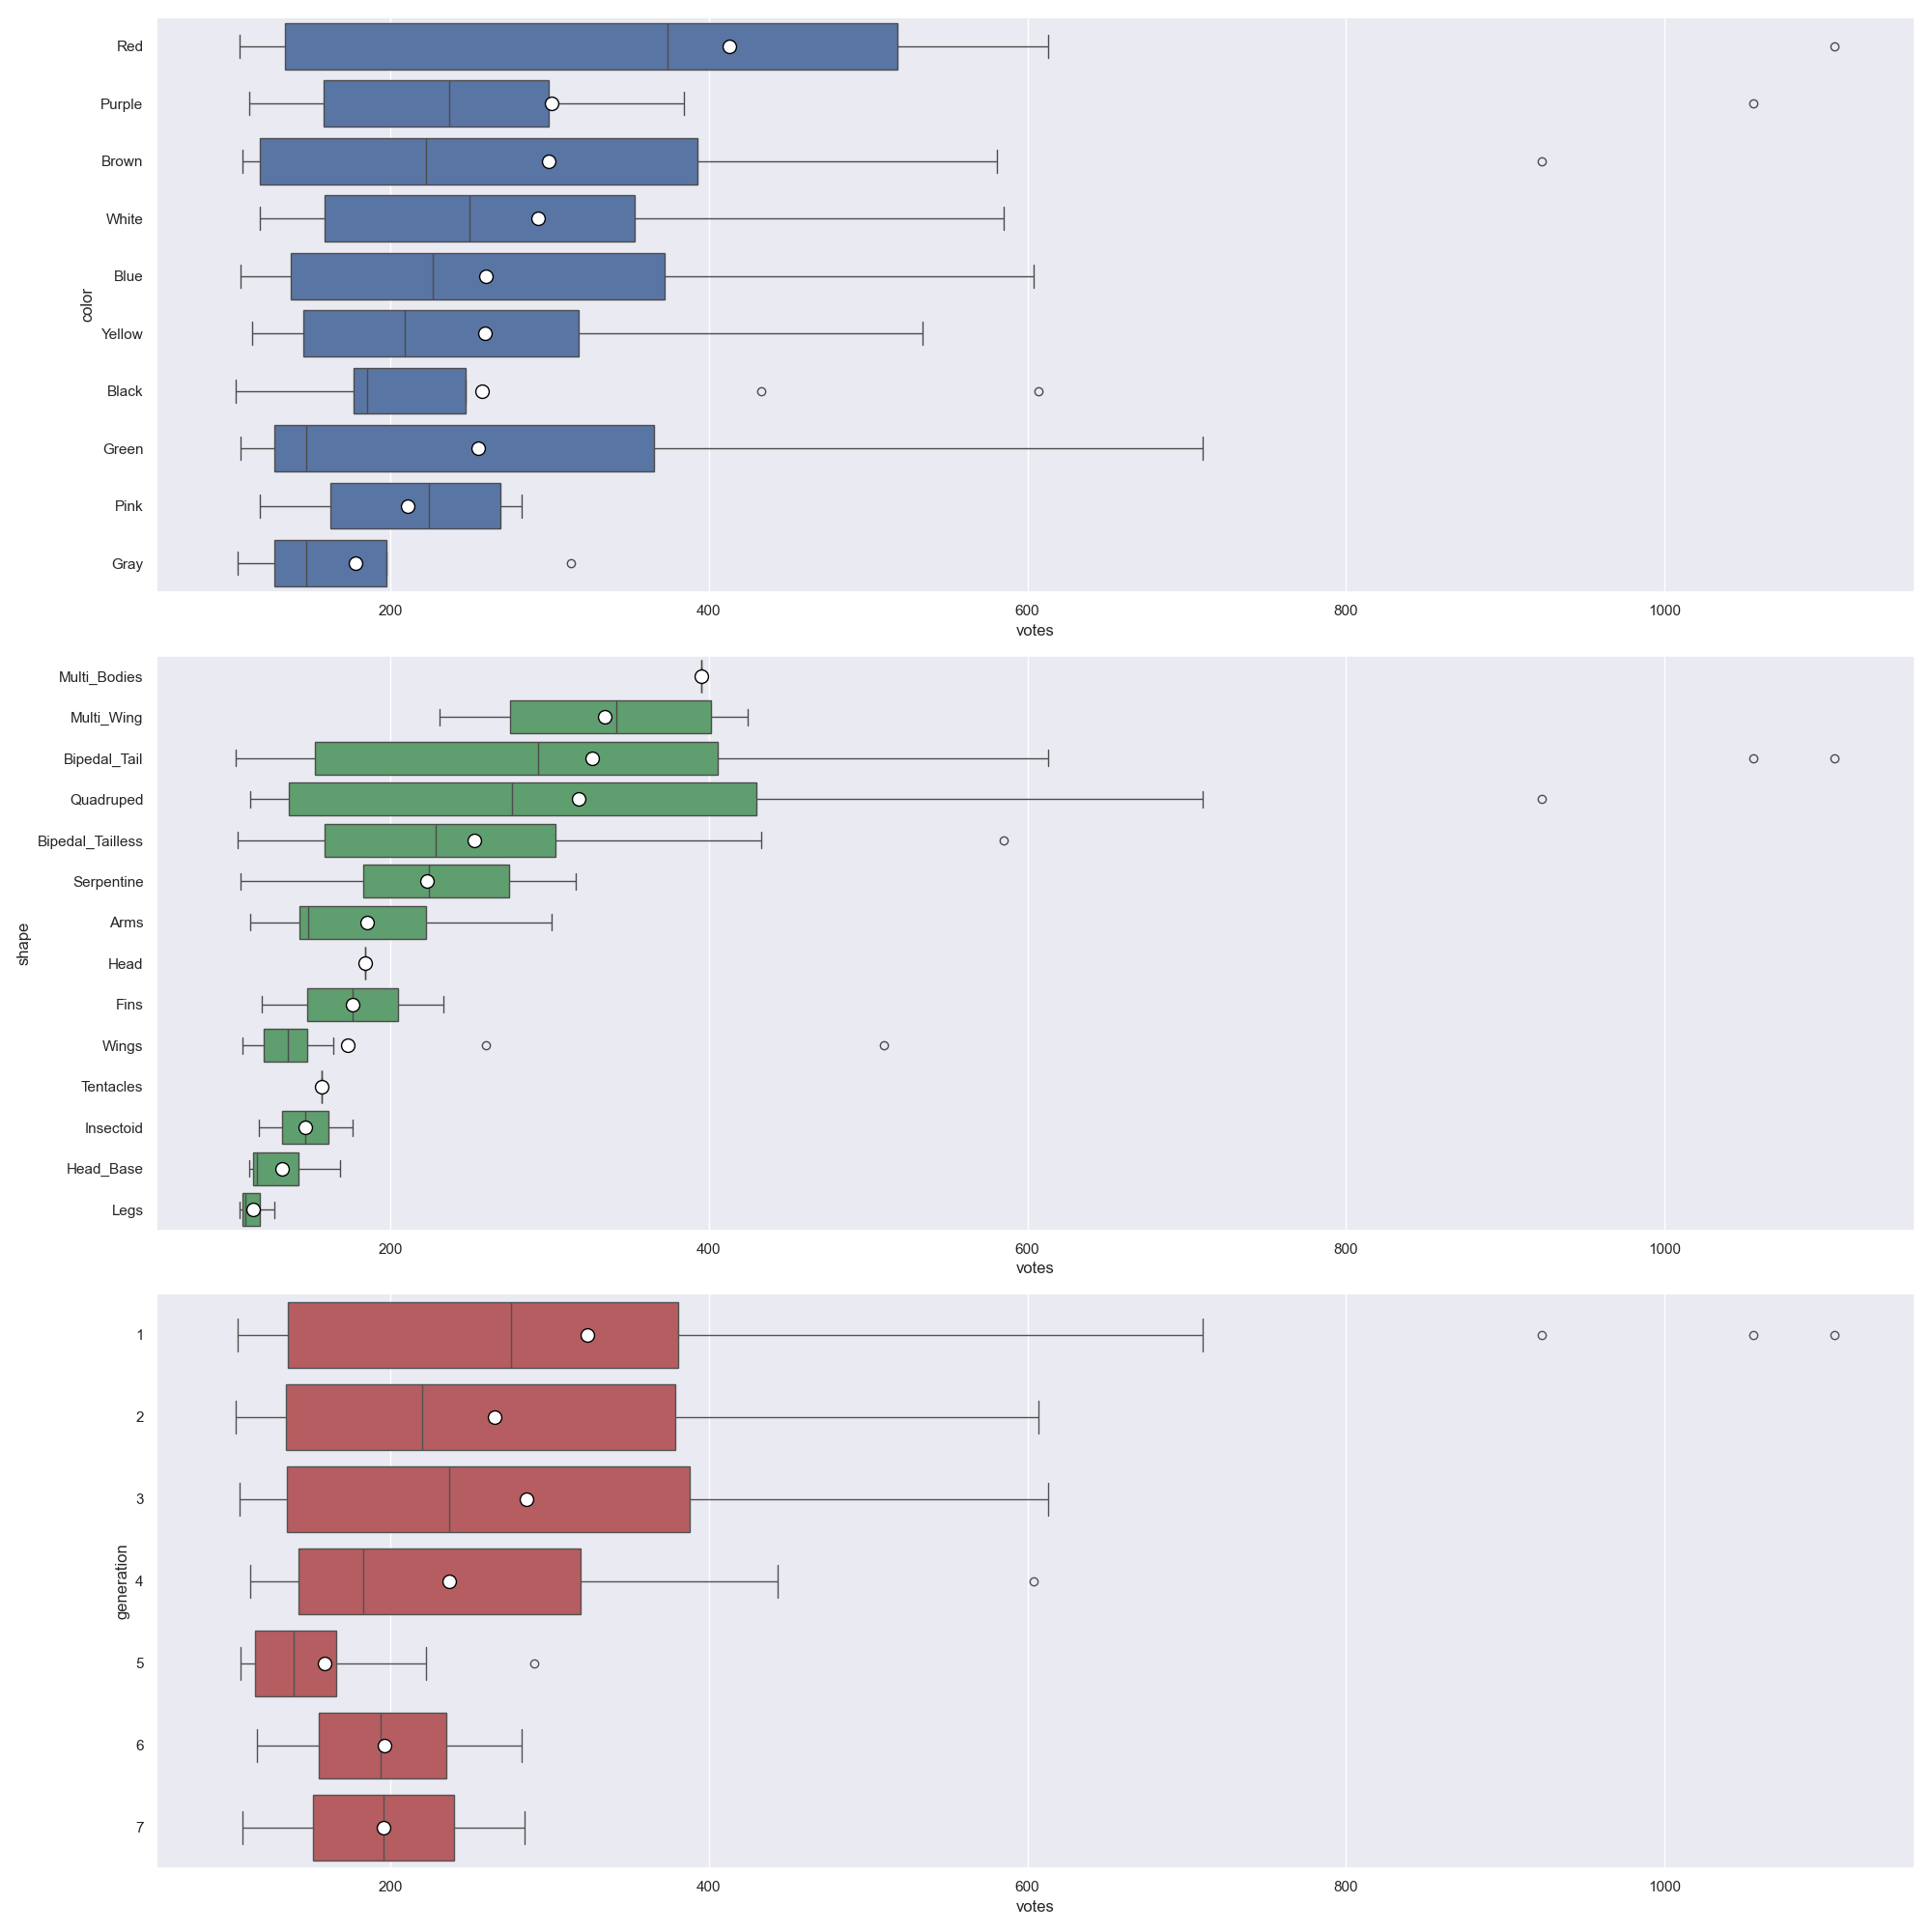 Red
Purple
Brown
White
Blue
Yellow
Black
Green
Pink
Gray
color
200 400 600 800 1000
votes
Multi_Bodies
Multi_Wing
Bipedal_Tail
Quadruped
Bipedal_Tailless
Serpentine
Arms
Head
Fins
Wings
Tentacles
Insectoid
Head_Base
Legs
shape
200 400 600 800 1000
votes
1
2
3
4
5
6
7
generation
200 400 600 800 1000
votes